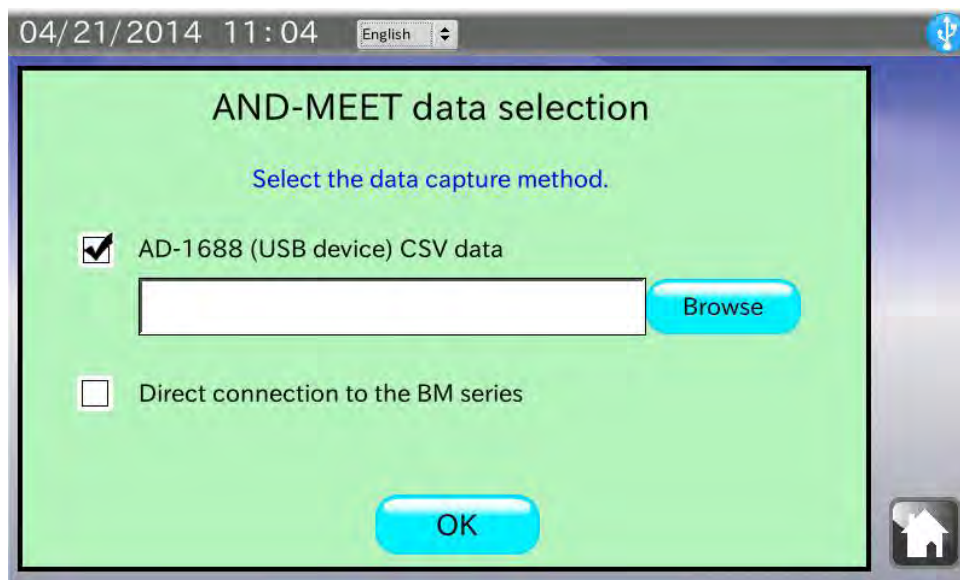 04/21/2014 11:04 English
AND-MEET data selection
Select the data capture method.
AD-1688 (USB device) CSV data
Browse
Direct connection to the BM series
OK